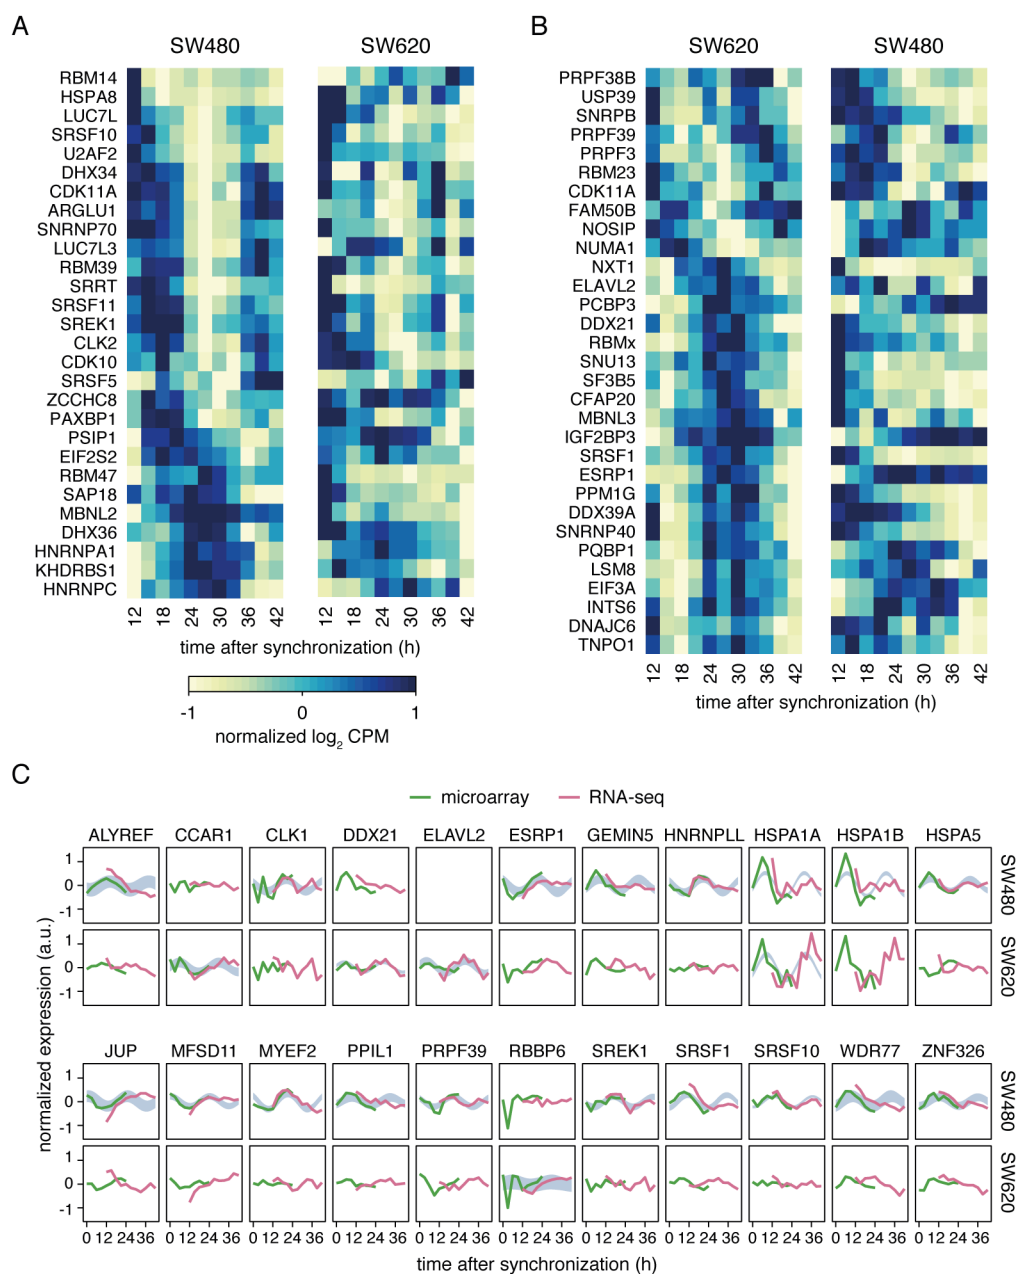 A
SW480 SW620
RBM14
HSPA8
LUC7L
SRSF10
U2AF2
DHX34
CDK11A
ARGLU1
SNRNP70
LUC7L3
RBM39
SRRT
SRSF11
SREK1
CLK2
CDK10
SRSF5
ZCCHC8
PAXBP1
PSIP1
EIF2S2
RBM47
SAP18
MBNL2
DHX36
HNRNPA1
KHDRBS1
HNRNPC
12 18 24 30 36 42 12 18 24 30 36 42
time after synchronization (h)
-1 0 1
normalized log2 CPM
B
SW620 SW480
PRPF38B
USP39
SNRPB
PRPF39
PRPF3
RBM23
CDK11A
FAM50B
NOSIP
NUMA1
NXT1
ELAVL2
PCBP3
DDX21
RBMx
SNU13
SF3B5
CFAP20
MBNL3
IGF2BP3
SRSF1
ESRP1
PPM1G
DDX39A
SNRNP40
PQBP1
LSM8
EIF3A
INTS6
DNAJC6
TNPO1
12 18 24 30 36 42 12 18 24 30 36 42
time after synchronization (h)
C
microarray RNA-seq
ALYREF CCAR1 CLK1 DDX21 ELAVL2 ESRP1 GEMIN5 HNRNPLL HSPA1A HSPA1B HSPA5
1
0
-1
SW480
1
0
-1
SW620
normalized expression (a.u.)
JUP MFSD11 MYEF2 PPIL1 PRPF39 RBBP6 SREK1 SRSF1 SRSF10 WDR77 ZNF326
1
0
-1
SW480
1
0
-1
SW620
0 12 24 36 0 12 24 36 0 12 24 36 0 12 24 36 0 12 24 36 0 12 24 36 0 12 24 36 0 12 24 36 0 12 24 36 0 12 24 36 0 12 24 36
time after synchronization (h)